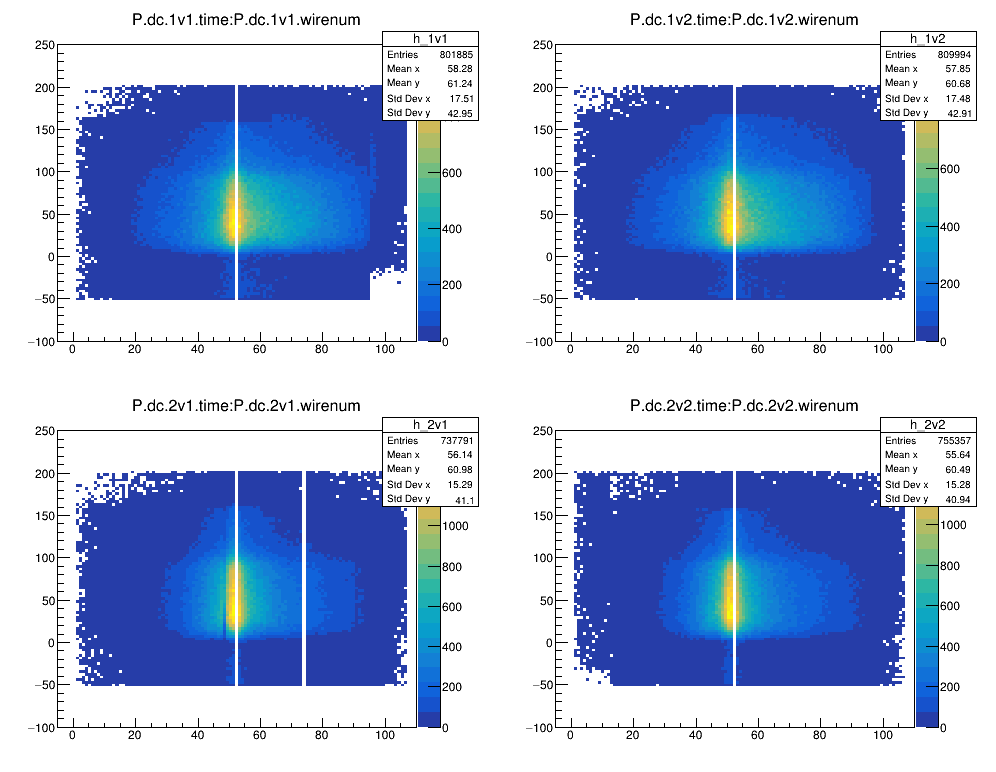 P.dc.1v1.time:P.dc.1v1.wirenum
h_1v1
Entries 801885
Mean x 58.28
Mean y 61.24
Std Dev x 17.51
Std Dev y 42.95
250
200
150
100
50
0
−50
−100
0 20 40 60 80 100
600
400
200
0
P.dc.1v2.time:P.dc.1v2.wirenum
h_1v2
Entries 809994
Mean x 57.85
Mean y 60.68
Std Dev x 17.48
Std Dev y 42.91
250
200
150
100
50
0
−50
−100
0 20 40 60 80 100
600
400
200
0
P.dc.2v1.time:P.dc.2v1.wirenum
h_2v1
Entries 737791
Mean x 56.14
Mean y 60.98
Std Dev x 15.29
Std Dev y 41.1
250
200
150
100
50
0
−50
−100
0 20 40 60 80 100
1000
800
600
400
200
0
P.dc.2v2.time:P.dc.2v2.wirenum
h_2v2
Entries 755357
Mean x 55.64
Mean y 60.49
Std Dev x 15.28
Std Dev y 40.94
250
200
150
100
50
0
−50
−100
0 20 40 60 80 100
1000
800
600
400
200
0